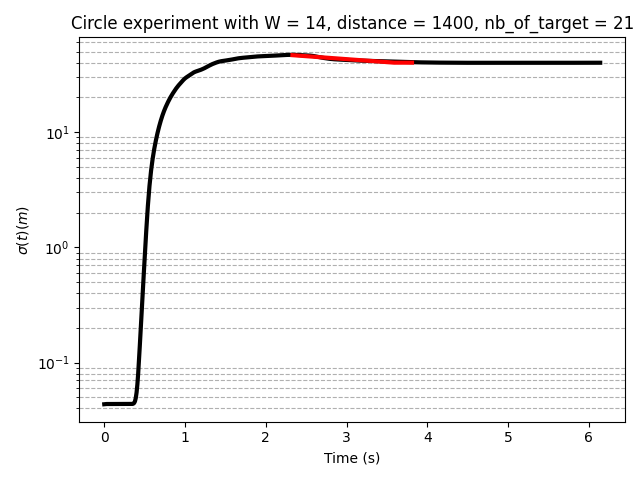 Circle experiment with W = 14, distance = 1400, nb_of_target = 21
σ(t)(m)
10¹
10⁰
10⁻¹
0 1 2 3 4 5 6
Time (s)